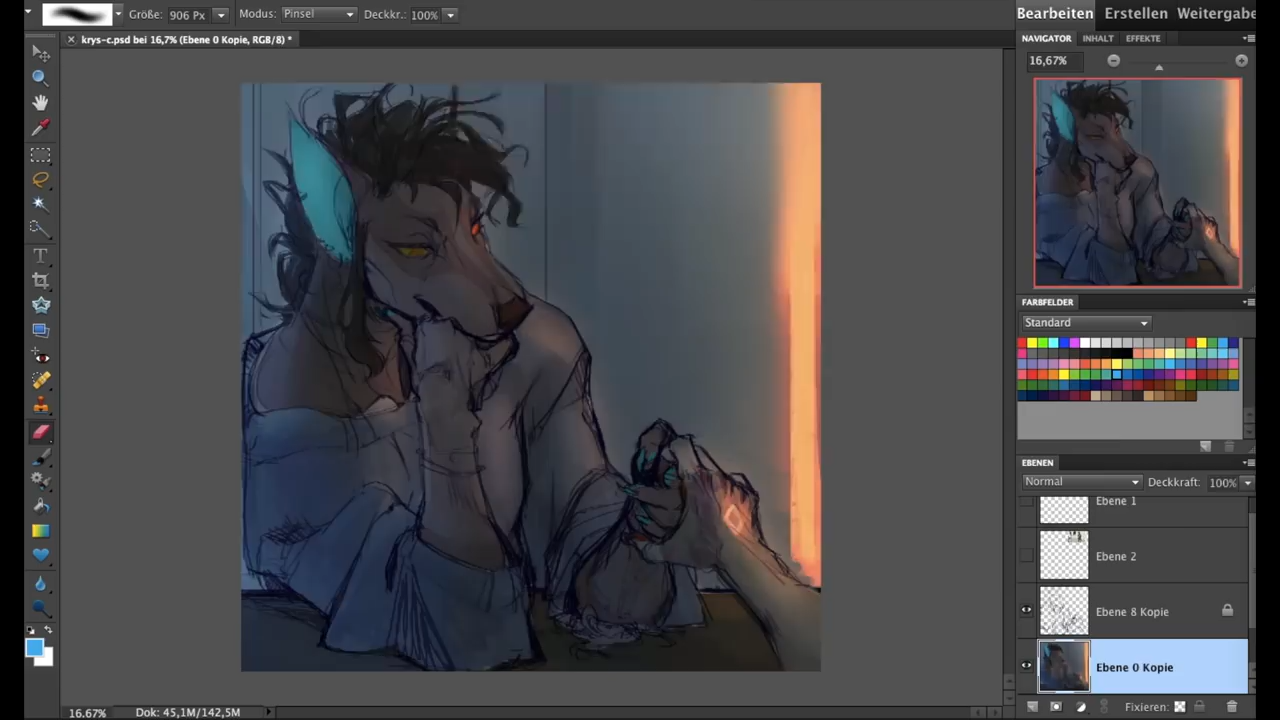 Größe: 906 Px Modus: Pinsel Deckkr.: 100%
Bearbeiten Erstellen Weitergabe
krys-c.psd bei 16,7% (Ebene 0 Kopie, RGB/8) *
NAVIGATOR INHALT EFFEKTE
16,67%
FARBFELDER
Standard
EBENEN
Normal Deckkraft: 100%
Ebene 1
Ebene 2
Ebene 8 Kopie
Ebene 0 Kopie
Fixieren:
16.67% Dok: 45,1M/142,5M